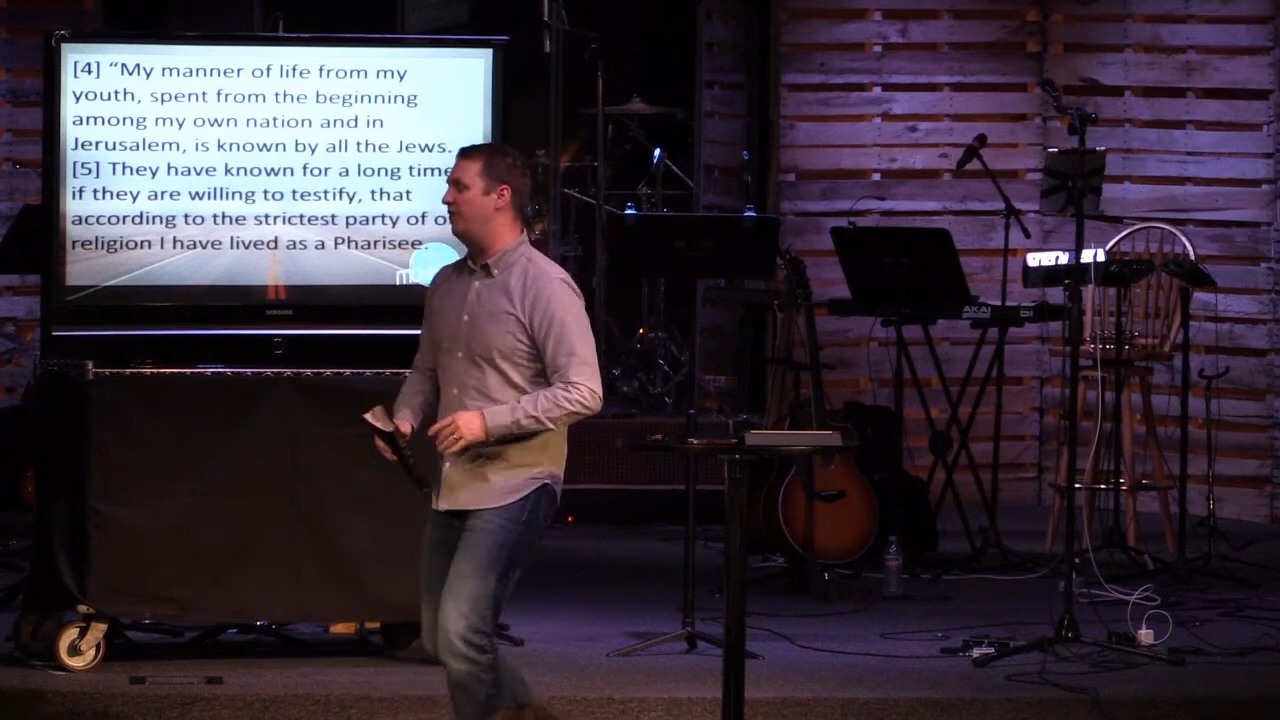 [4] “My manner of life from my
youth, spent from the beginning
among my own nation and in
Jerusalem, is known by all the Jews.
[5] They have known for a long time
if they are willing to testify, that
according to the strictest party of
religion I have lived as a Pharisee.
SAMSUNG
AKAI